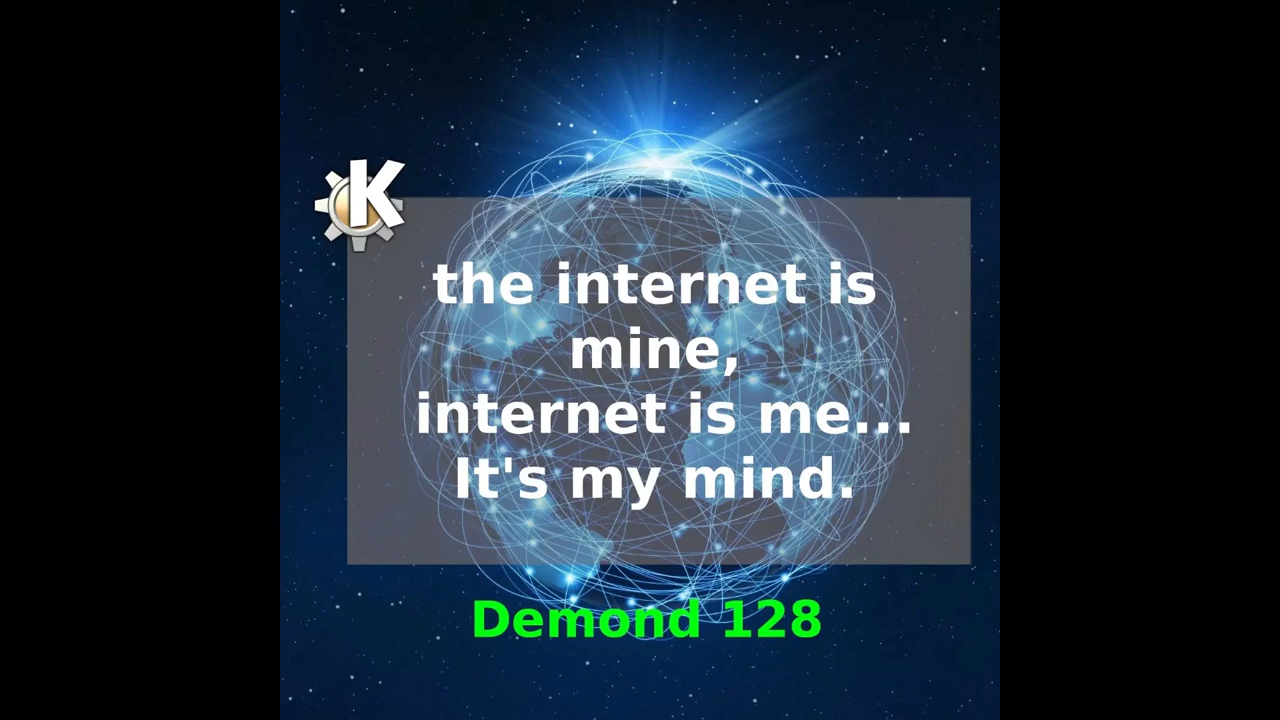 K
the internet is
mine,
internet is me...
It's my mind.
Demond 128